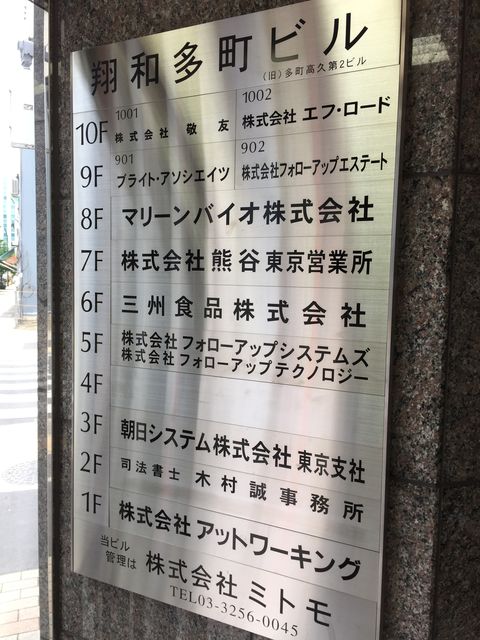 翔和多町ビル
(旧)多町高久第2ビル
10F 1001 株式会社 敬友 1002 株式会社 エフ・ロード
9F 901 ブライト・アソシエイツ 902 株式会社フォローアップエステート
8F マリーンバイオ株式会社
7F 株式会社 熊谷 東京営業所
6F 三州食品株式会社
5F 株式会社 フォローアップシステムズ
株式会社 フォローアップテクノロジー
4F
3F 朝日システム株式会社 東京支社
2F 司法書士 木村誠事務所
1F 株式会社 アットワーキング
当ビル
管理は 株式会社 ミトモ
TEL03-3256-0045